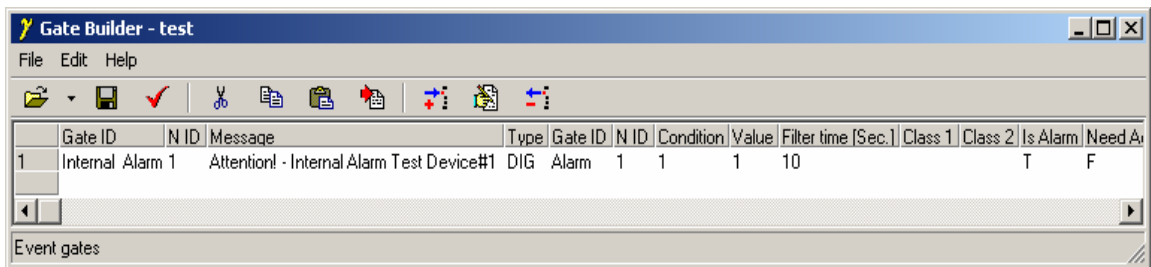 Gate Builder - test
File Edit Help
Gate ID N ID Message Type Gate ID N ID Condition Value Filter time [Sec.] Class 1 Class 2 Is Alarm Need
1 Internal Alarm 1 Attention! - Internal Alarm Test Device#1 DIG Alarm 1 1 1 10 T F
Event gates